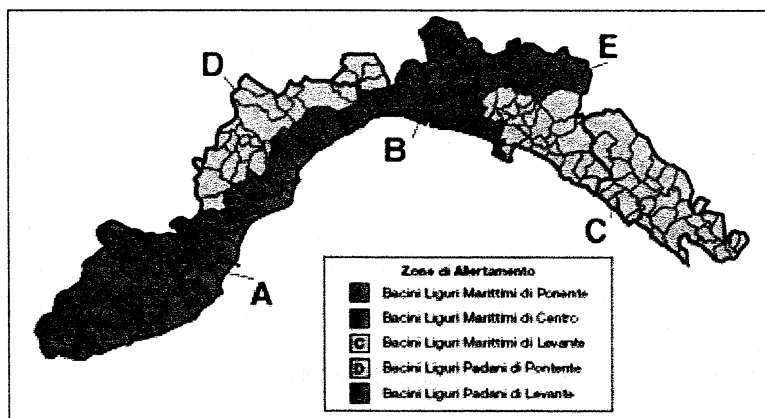 D
E
B
C
A
Zone di Allertamento
Bacini Liguri Marittimi di Ponente
Bacini Liguri Marittimi di Centro
C Bacini Liguri Marittimi di Levante
D Bacini Liguri Padani di Ponente
Bacini Liguri Padani di Levante